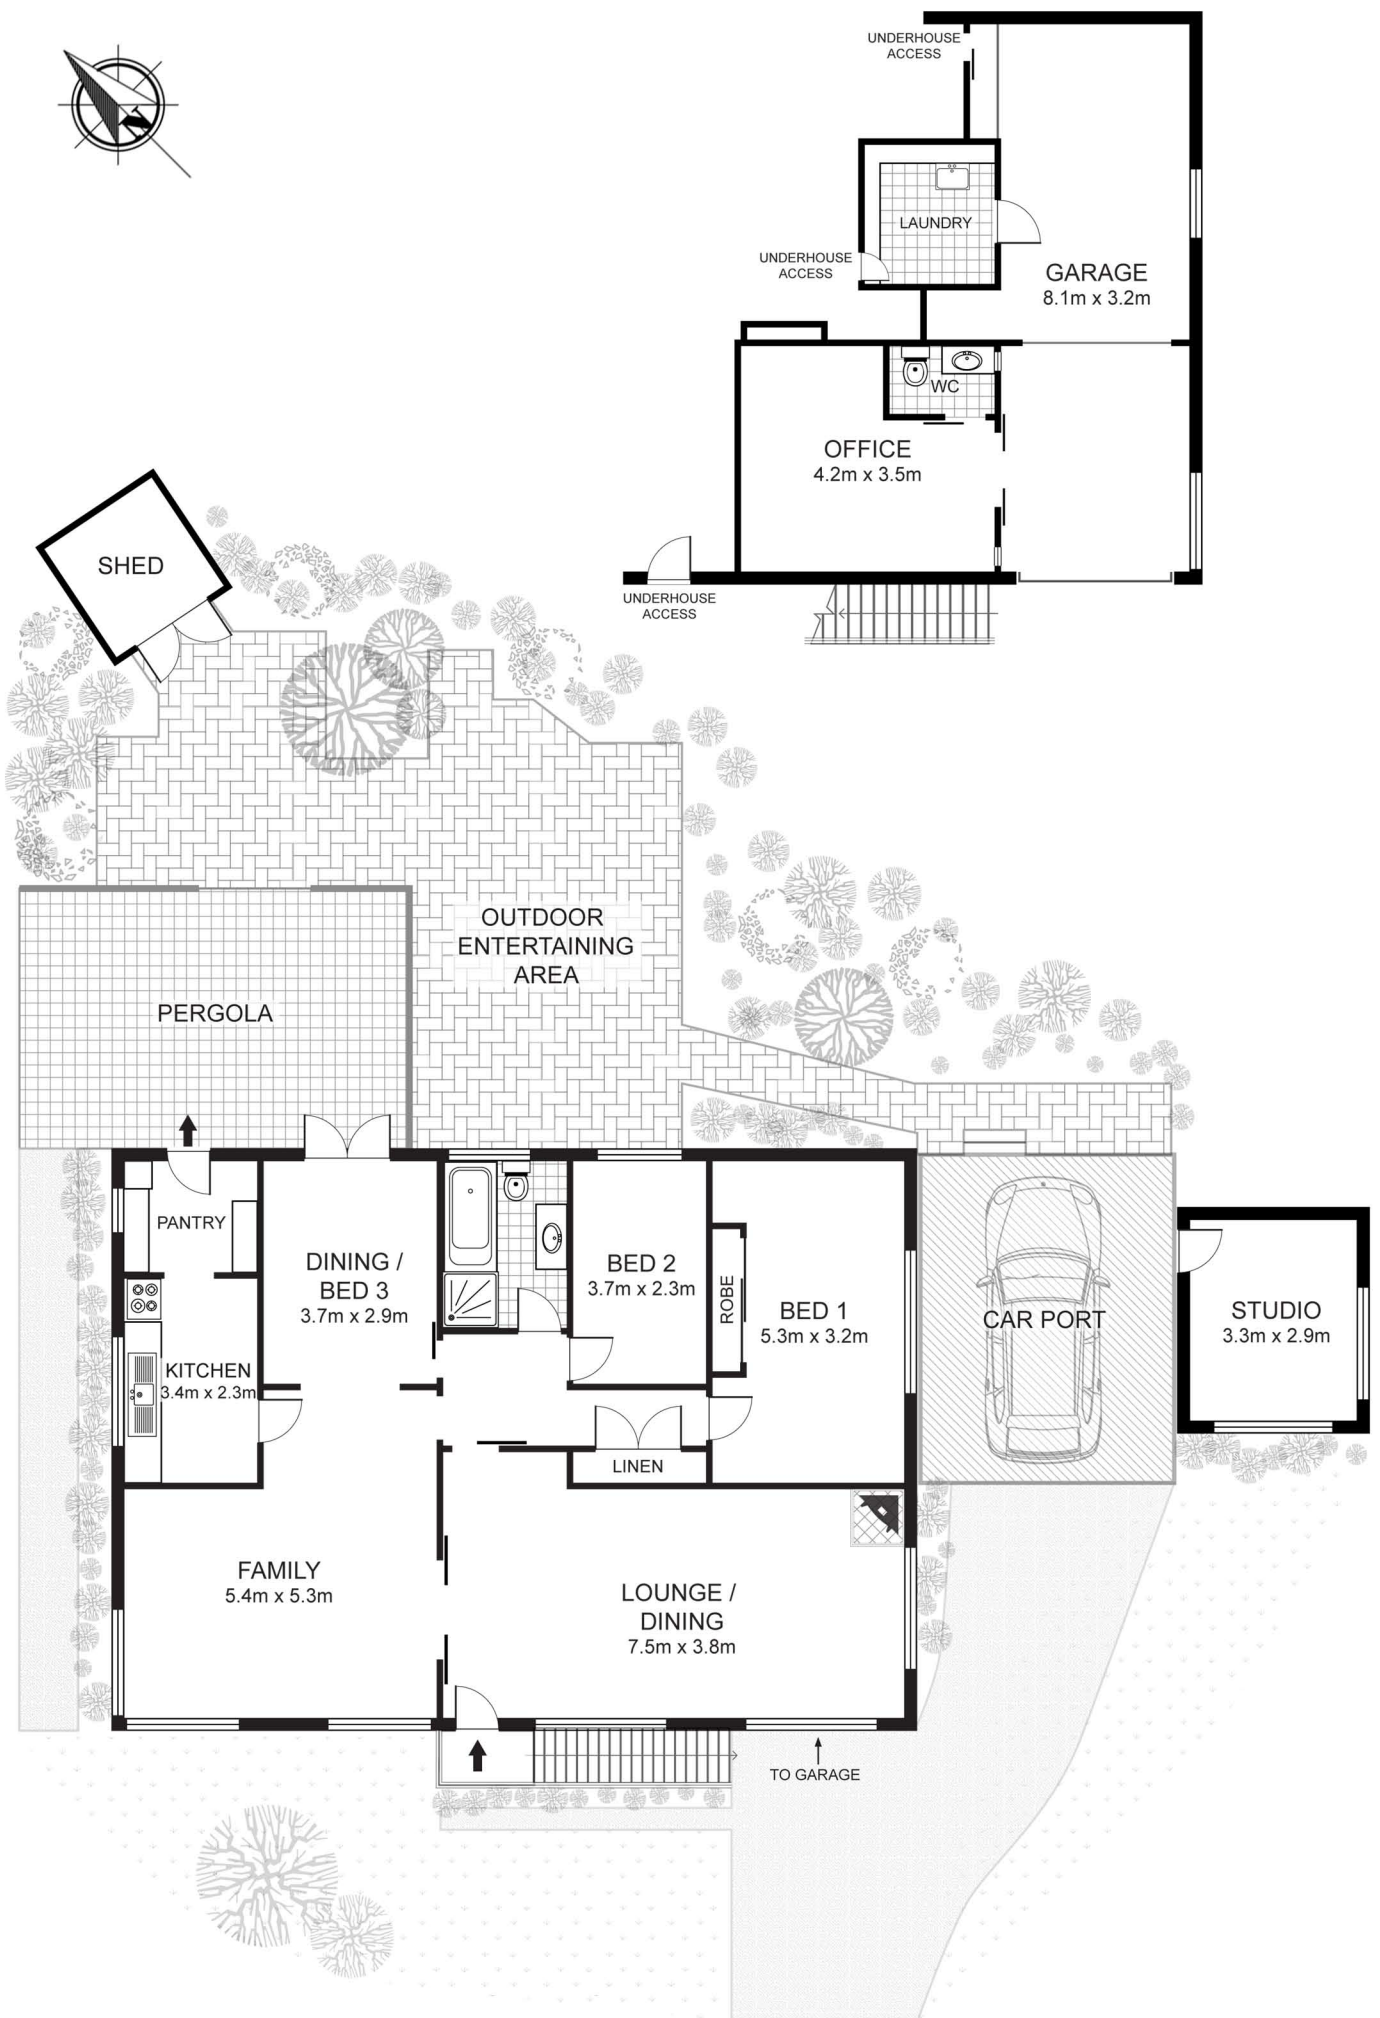 UNDERHOUSE
ACCESS
N
LAUNDRY
UNDERHOUSE
ACCESS
GARAGE
8.1m x 3.2m
WC
OFFICE
4.2m x 3.5m
SHED
UNDERHOUSE
ACCESS
OUTDOOR
ENTERTAINING
AREA
PERGOLA
PANTRY
DINING /
BED 3
3.7m x 2.9m
BED 2
3.7m x 2.3m
ROBE
BED 1
5.3m x 3.2m
CAR PORT
STUDIO
3.3m x 2.9m
KITCHEN
3.4m x 2.3m
LINEN
FAMILY
5.4m x 5.3m
LOUNGE /
DINING
7.5m x 3.8m
TO GARAGE